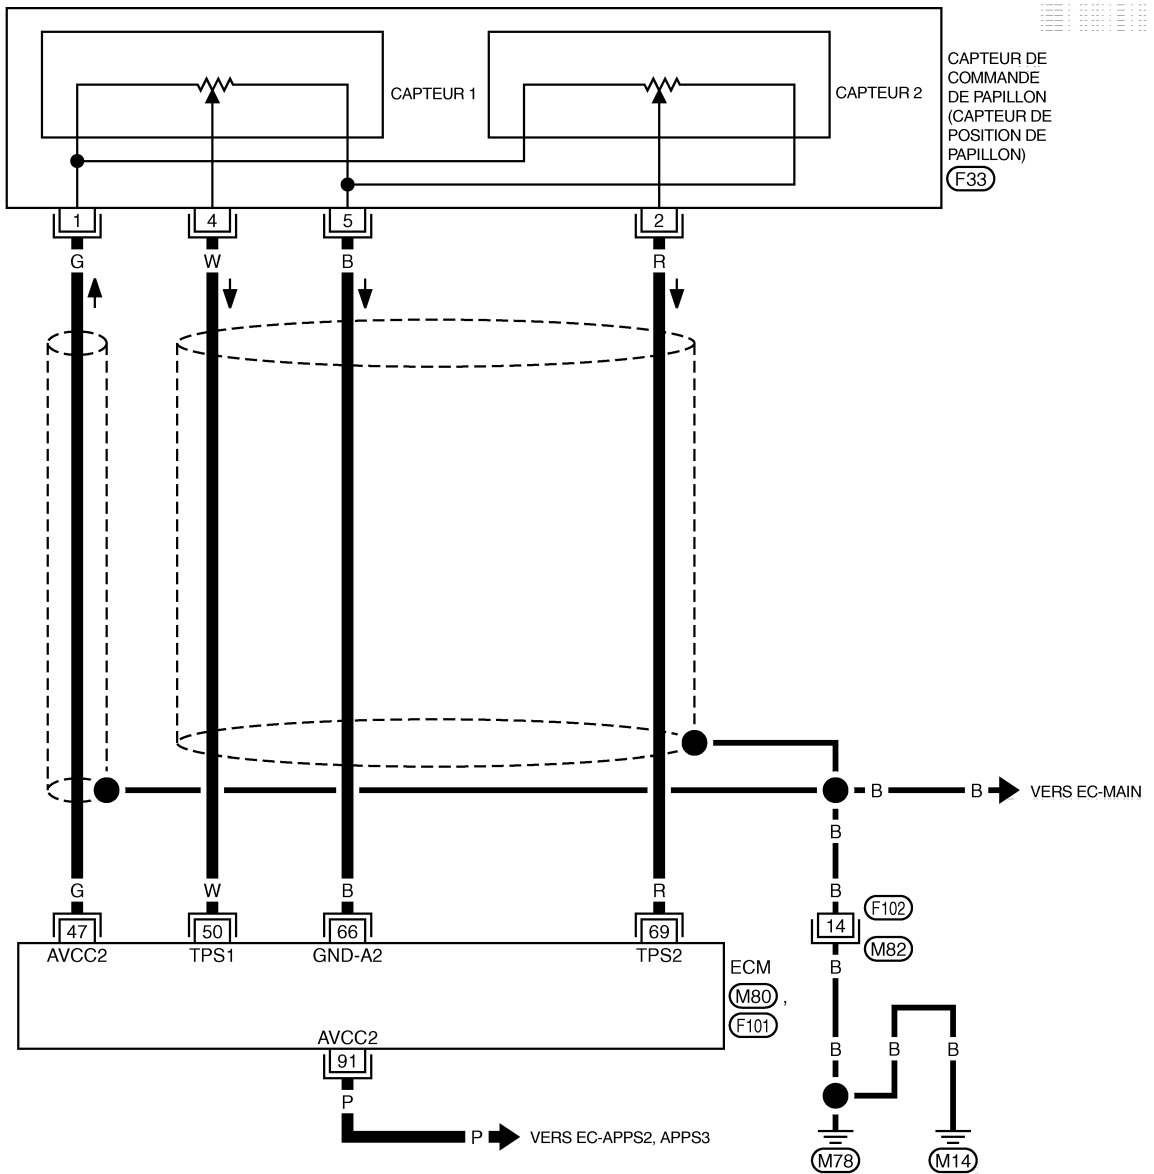 CAPTEUR 1
CAPTEUR 2
CAPTEUR DE
COMMANDE
DE PAPILLON
(CAPTEUR DE
POSITION DE
PAPILLON)
F33
1
4
5
2
G
W
B
R
B
B
VERS EC-MAIN
B
G
W
B
R
B
47
50
66
69
14
F102
M82
AVCC2
TPS1
GND-A2
TPS2
ECM
M80 ,
F101
B
AVCC2
91
B
B
B
P
P
VERS EC-APPS2, APPS3
M78
M14